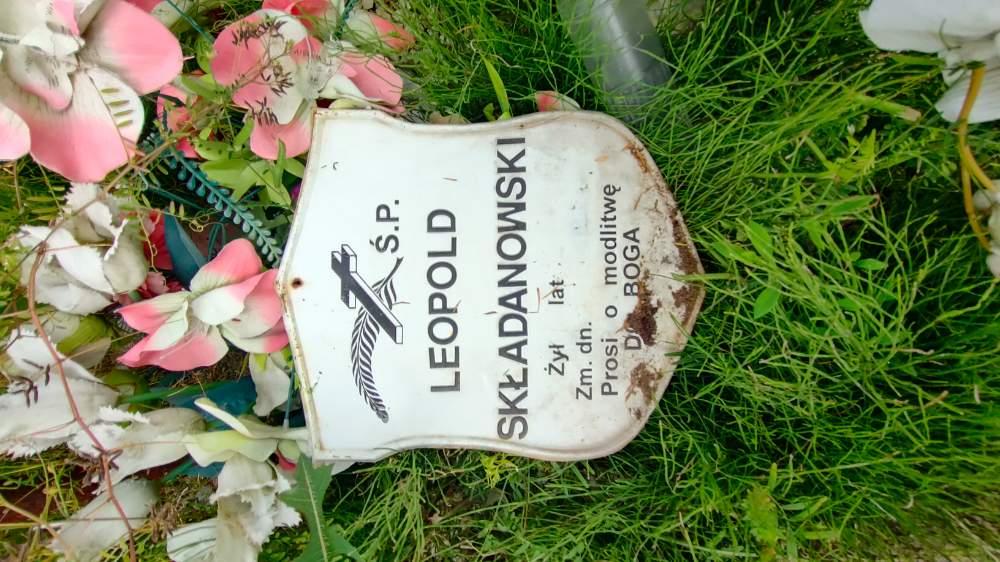 Ś.P.
LEOPOLD
SKŁADANOWSKI
Żył lat
Zm. dn.
Prosi o modlitwę
D BOGA